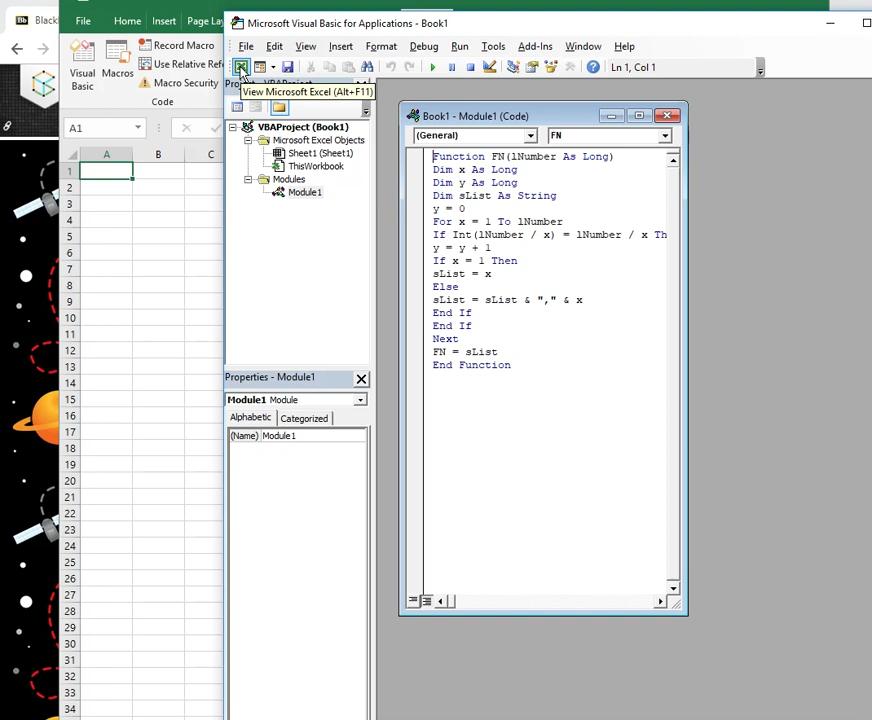 Blac
Bb
File
Home
Insert
Page Lay
Visual
Basic
Macros
Record Macro
Use Relative Ref
Macro Security
Code
A1
A
B
C
1
2
3
4
5
6
7
8
9
10
11
12
13
14
15
16
17
18
19
20
21
22
23
24
25
26
27
28
29
30
31
32
33
34
Microsoft Visual Basic for Applications - Book1
File Edit View Insert Format Debug Run Tools Add-Ins Window Help
Ln 1, Col 1
View Microsoft Excel (Alt+F11)
VBAProject (Book1)
Microsoft Excel Objects
Sheet1 (Sheet1)
ThisWorkbook
Modules
Module1
Properties - Module1
Module1 Module
Alphabetic Categorized
(Name) Module1
Book1 - Module1 (Code)
(General) FN
Function FN(lNumber As Long)
Dim x As Long
Dim y As Long
Dim sList As String
y = 0
For x = 1 To lNumber
If Int(lNumber / x) = lNumber / x Th
y = y + 1
If x = 1 Then
sList = x
Else
sList = sList & "," & x
End If
End If
Next
FN = sList
End Function